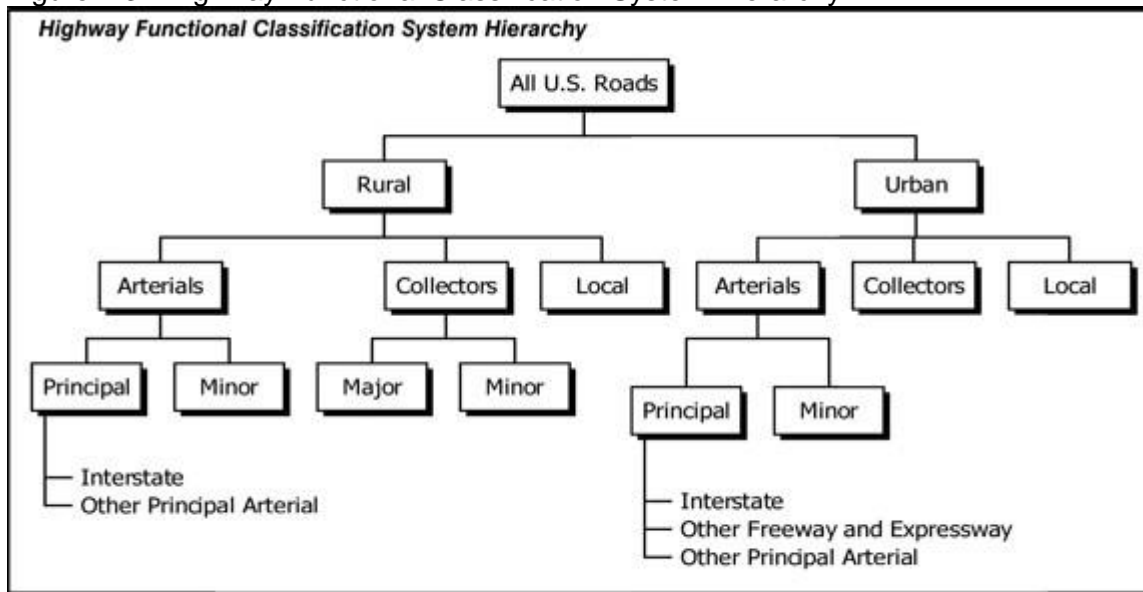 Highway Functional Classification System Hierarchy
All U.S. Roads
Rural
Urban
Arterials
Collectors
Local
Arterials
Collectors
Local
Principal
Minor
Major
Minor
Principal
Minor
Interstate
Other Principal Arterial
Interstate
Other Freeway and Expressway
Other Principal Arterial